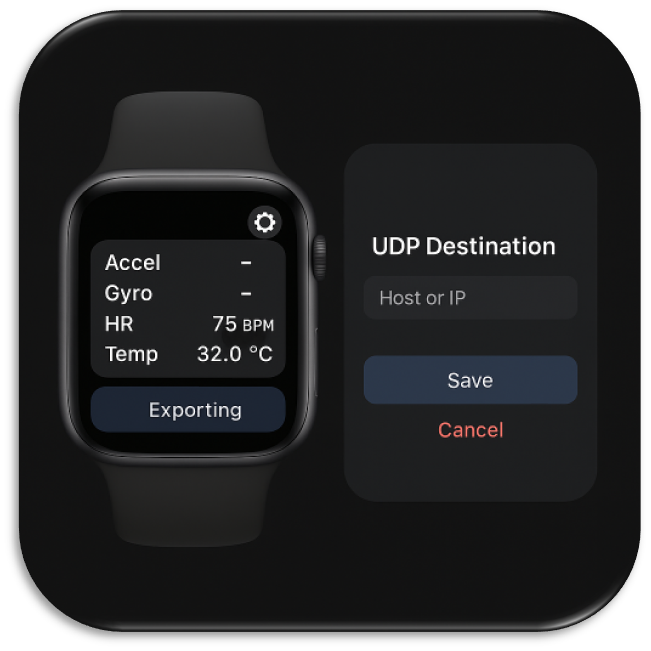 Accel –
Gyro –
HR 75 BPM
Temp 32.0 °C
Exporting
UDP Destination
Host or IP
Save
Cancel